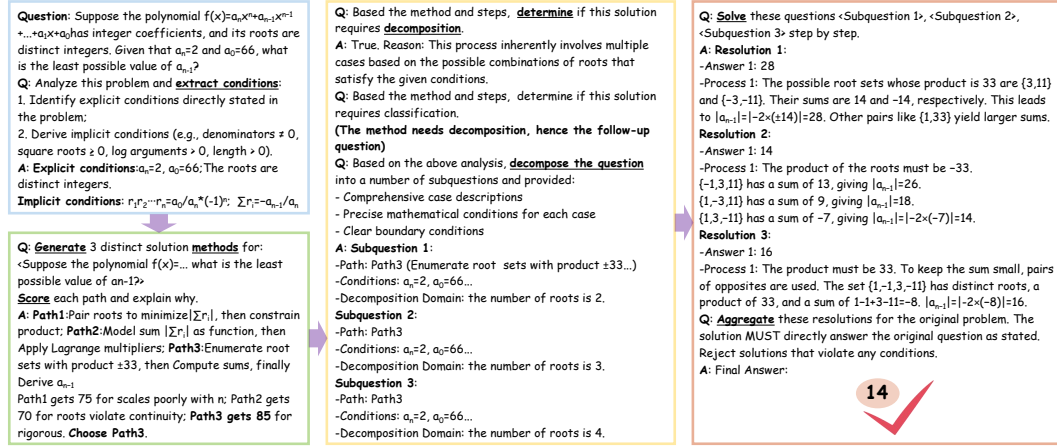 Question: Suppose the polynomial f(x)=aₙxⁿ+aₙ₋₁xⁿ⁻¹
+...+a₁x+a₀has integer coefficients, and its roots are
distinct integers. Given that aₙ=2 and a₀=66, what
is the least possible value of aₙ₋₁?
Q: Analyze this problem and extract conditions:
1. Identify explicit conditions directly stated in
the problem;
2. Derive implicit conditions (e.g., denominators ≠ 0,
square roots ≥ 0, log arguments > 0, length > 0).
A: Explicit conditions:aₙ=2, a₀=66;The roots are
distinct integers.
Implicit conditions: r₁r₂···rₙ=a₀/aₙ*(-1)ⁿ; ∑rᵢ=-aₙ₋₁/aₙ
Q: Generate 3 distinct solution methods for:
<Suppose the polynomial f(x)=... what is the least
possible value of an-1?>
Score each path and explain why.
A: Path1:Pair roots to minimize|∑rᵢ|, then constrain
product; Path2:Model sum |∑rᵢ| as function, then
Apply Lagrange multipliers; Path3:Enumerate root
sets with product ±33, then Compute sums, finally
Derive aₙ₋₁
Path1 gets 75 for scales poorly with n; Path2 gets
70 for roots violate continuity; Path3 gets 85 for
rigorous. Choose Path3.
Q: Based on the method and steps, determine if this solution
requires decomposition.
A: True. Reason: This process inherently involves multiple
cases based on the possible combinations of roots that
satisfy the given conditions.
Q: Based on the method and steps, determine if this solution
requires classification.
(The method needs decomposition, hence the follow-up
question)
Q: Based on the above analysis, decompose the question
into a number of subquestions and provided:
- Comprehensive case descriptions
- Precise mathematical conditions for each case
- Clear boundary conditions
A: Subquestion 1:
-Path: Path3 (Enumerate root sets with product ±33...)
-Conditions: aₙ=2, a₀=66...
-Decomposition Domain: the number of roots is 2.
Subquestion 2:
-Path: Path3
-Conditions: aₙ=2, a₀=66...
-Decomposition Domain: the number of roots is 3.
Subquestion 3:
-Path: Path3
-Conditions: aₙ=2, a₀=66...
-Decomposition Domain: the number of roots is 4.
Q: Solve these questions <Subquestion 1>, <Subquestion 2>,
<Subquestion 3> step by step.
A: Resolution 1:
-Answer 1: 28
-Process 1: The possible root sets whose product is 33 are {3,11}
and {-3,-11}. Their sums are 14 and -14, respectively. This leads
to |aₙ₋₁|=|-2×(±14)|=28. Other pairs like {1,33} yield larger sums.
Resolution 2:
-Answer 1: 14
-Process 1: The product of the roots must be -33.
{-1,3,11} has a sum of 13, giving |aₙ₋₁|=26.
{1,-3,11} has a sum of 9, giving |aₙ₋₁|=18.
{1,3,-11} has a sum of -7, giving |aₙ₋₁|=|-2×(-7)|=14.
Resolution 3:
-Answer 1: 16
-Process 1: The product must be 33. To keep the sum small, pairs
of opposites are used. The set {1,-1,3,-11} has distinct roots, a
product of 33, and a sum of 1-1+3-11=-8. |aₙ₋₁|=|-2×(-8)|=16.
Q: Aggregate these resolutions for the original problem. The
solution MUST directly answer the original question as stated.
Reject solutions that violate any conditions.
A: Final Answer:
14